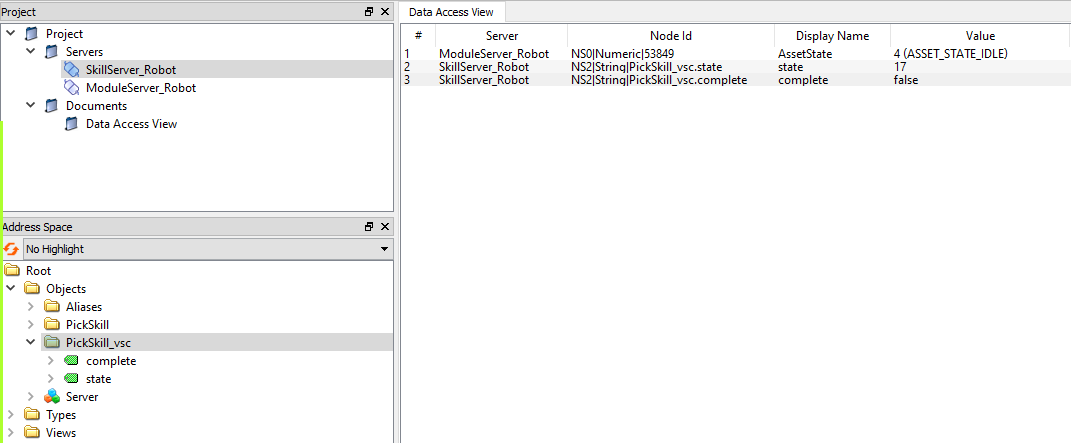 Project
Project
Servers
SkillServer_Robot
ModuleServer_Robot
Documents
Data Access View
Address Space
No Highlight
Root
Objects
Aliases
PickSkill
PickSkill_vsc
complete
state
Server
Types
Views
Data Access View
# Server Node Id Display Name Value
1 ModuleServer_Robot NS0|Numeric|53849 AssetState 4 (ASSET_STATE_IDLE)
2 SkillServer_Robot NS2|String|PickSkill_vsc.state state 17
3 SkillServer_Robot NS2|String|PickSkill_vsc.complete complete false